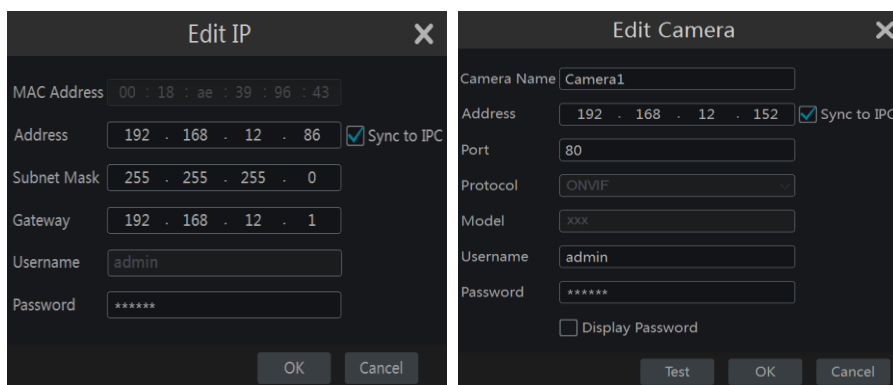 Edit IP
MAC Address 00 : 18 : ae : 39 : 96 : 43
Address 192 . 168 . 12 . 86 Sync to IPC
Subnet Mask 255 . 255 . 255 . 0
Gateway 192 . 168 . 12 . 1
Username admin
Password ******
OK Cancel
Edit Camera
Camera Name Camera1
Address 192 . 168 . 12 . 152 Sync to IPC
Port 80
Protocol ONVIF
Model xxx
Username admin
Password ******
Display Password
Test OK Cancel